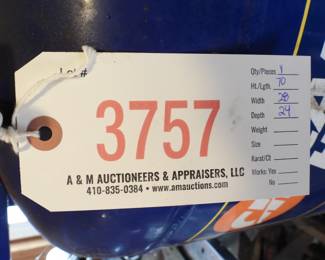 Lot #
3757
A & M AUCTIONEERS & APPRAISERS, LLC
410-835-0384 • www.amauctions.com
Qty/Pieces 1
Ht./Lgth. 70
Width 28
Depth 24
Weight
Size
Karat/Ct
Works: Yes
No